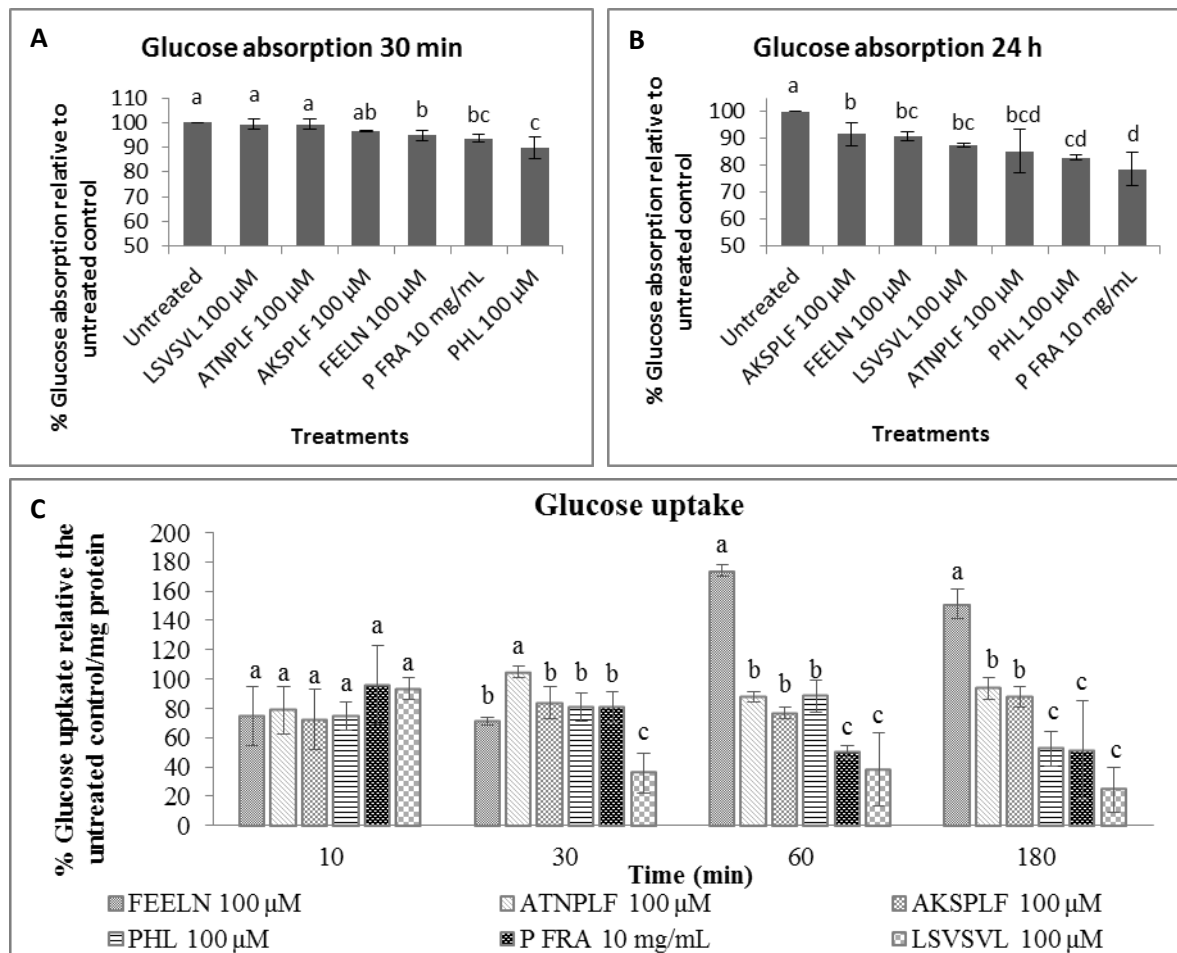 A
Glucose absorption 30 min
% Glucose absorption relative to
untreated control
110
100
90
80
70
60
50
a
a
a
ab
b
bc
c
Untreated
LSVSVL 100 µM
ATNPLF 100 µM
AKSPLF 100 µM
FEELN 100 µM
P FRA 10 mg/mL
PHL 100 µM
Treatments
B
Glucose absorption 24 h
% Glucose absorption relative to
untreated control
100
90
80
70
60
50
a
b
bc
bc
bcd
cd
d
Untreated
AKSPLF 100 µM
FEELN 100 µM
LSVSVL 100 µM
ATNPLF 100 µM
PHL 100 µM
P FRA 10 mg/mL
Treatments
C
Glucose uptake
% Glucose uptkate relative the
untreated control/mg protein
200
180
160
140
120
100
80
60
40
20
0
a a a a a a
b a b b b c
a b b b c c
a b b c c c
10 30 60 180
Time (min)
FEELN 100 µM ATNPLF 100 µM AKSPLF 100 µM
PHL 100 µM P FRA 10 mg/mL LSVSVL 100 µM